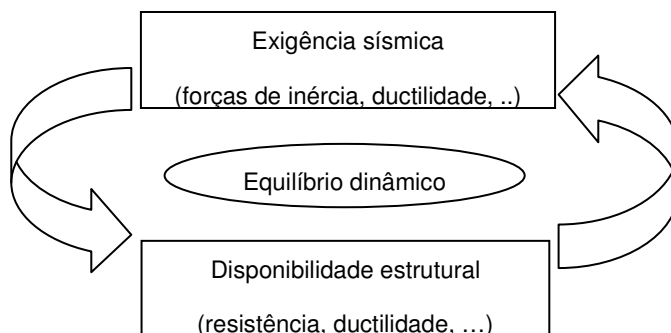 Exigência sísmica
(forças de inércia, ductilidade, ..)
Equilíbrio dinâmico
Disponibilidade estrutural
(resistência, ductilidade, …)